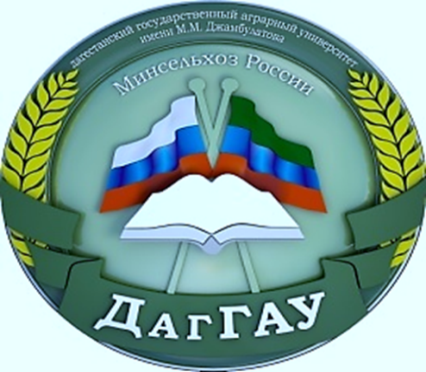 дагестанский государственный аграрный университет
имени М.М. Джамбулатова
Минсельхоз России
ДагГАУ